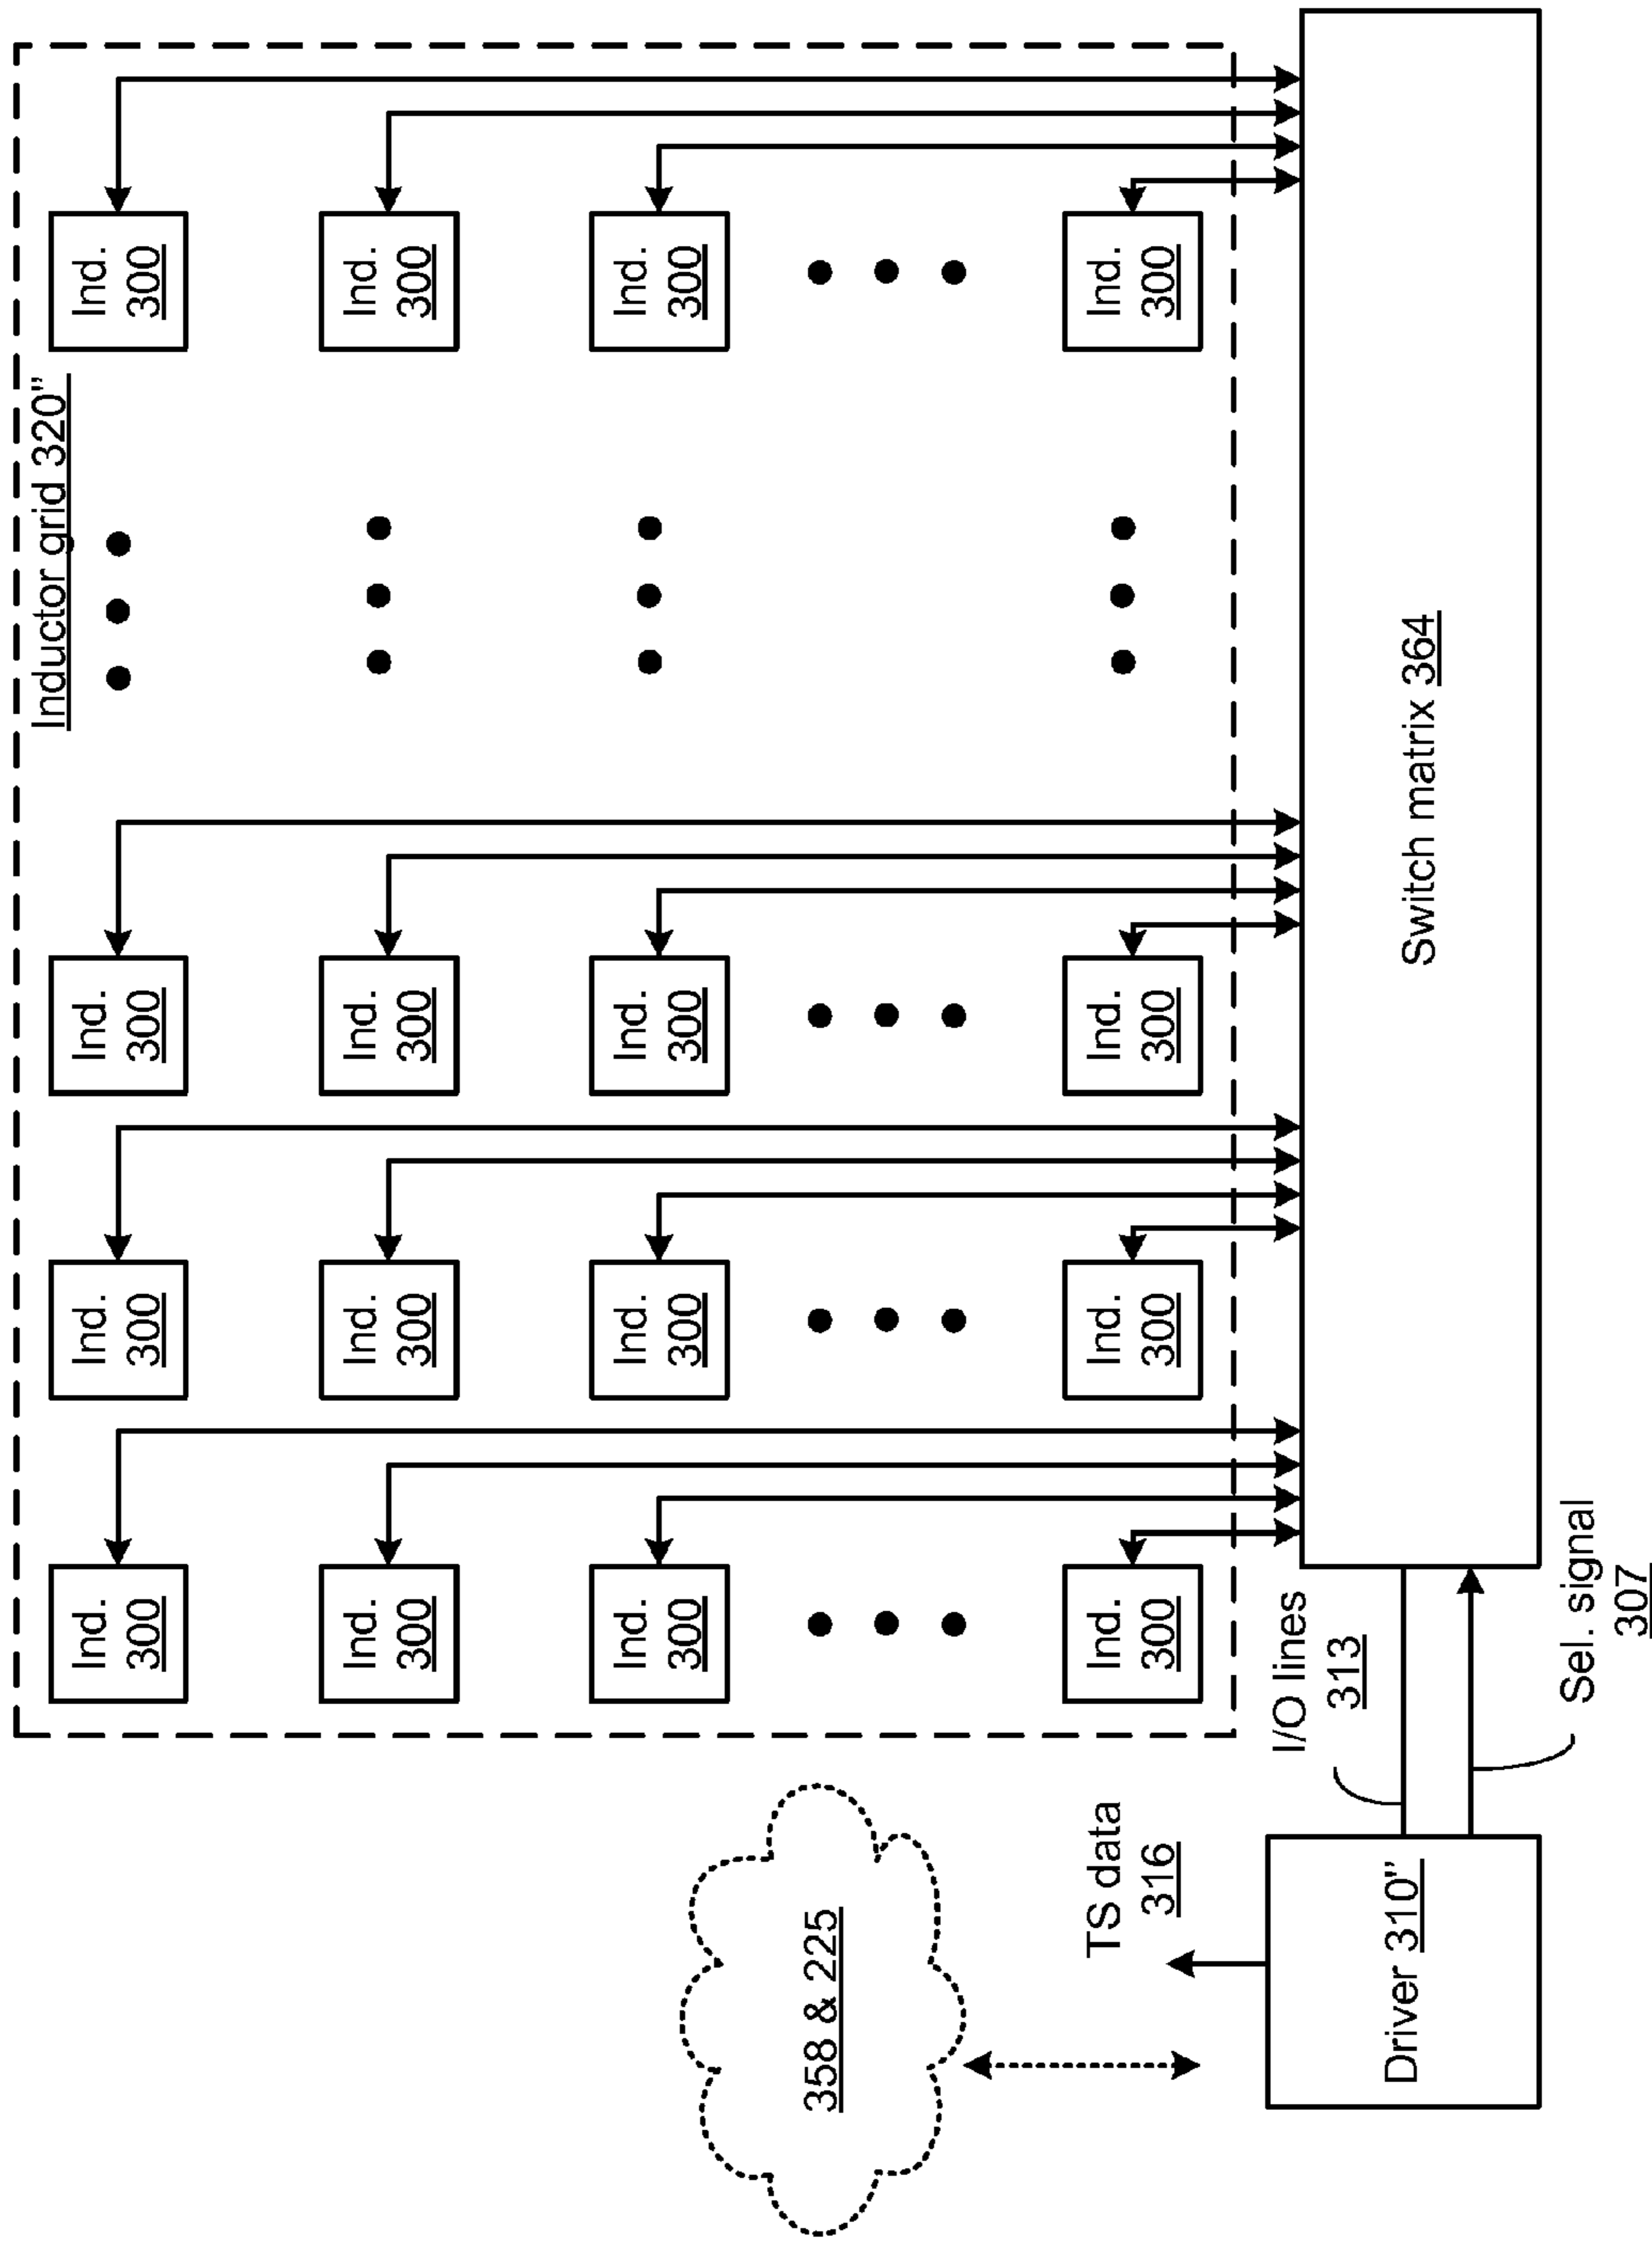 Inductor grid 320"
Ind.
300
Ind.
300
Ind.
300
Ind.
300
Ind.
300
Ind.
300
Ind.
300
Ind.
300
Ind.
300
Ind.
300
Ind.
300
Ind.
300
Ind.
300
Ind.
300
Ind.
300
Ind.
300
358 & 225
TS data
316
I/O lines
313
Driver 310"
Switch matrix 364
Sel. signal
307